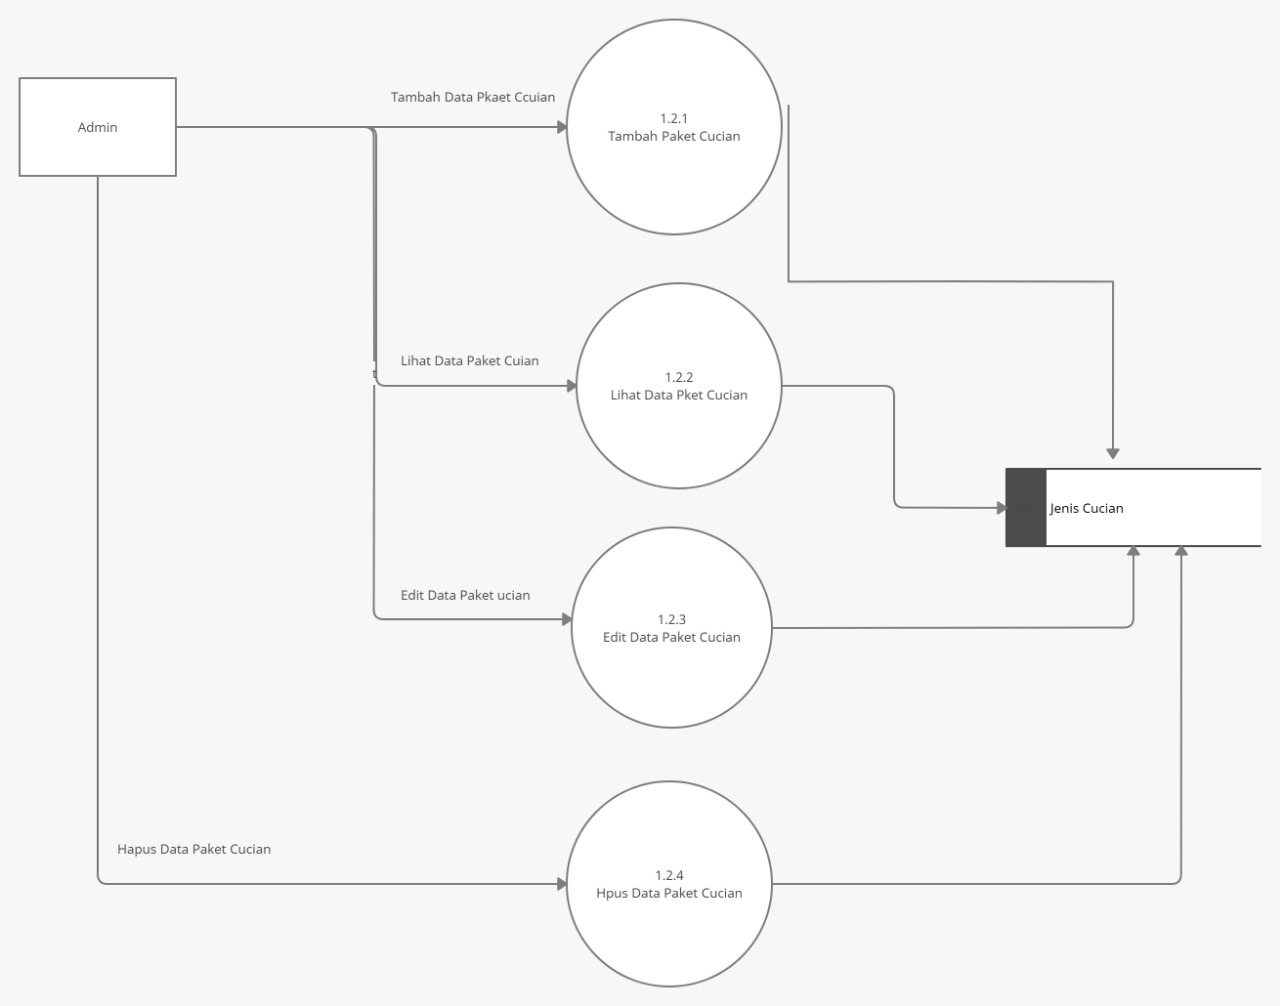 Admin
Tambah Data Pkaet Ccuian
1.2.1
Tambah Paket Cucian
Lihat Data Paket Cuian
1.2.2
Lihat Data Pket Cucian
Jenis Cucian
Edit Data Paket ucian
1.2.3
Edit Data Paket Cucian
Hapus Data Paket Cucian
1.2.4
Hpus Data Paket Cucian